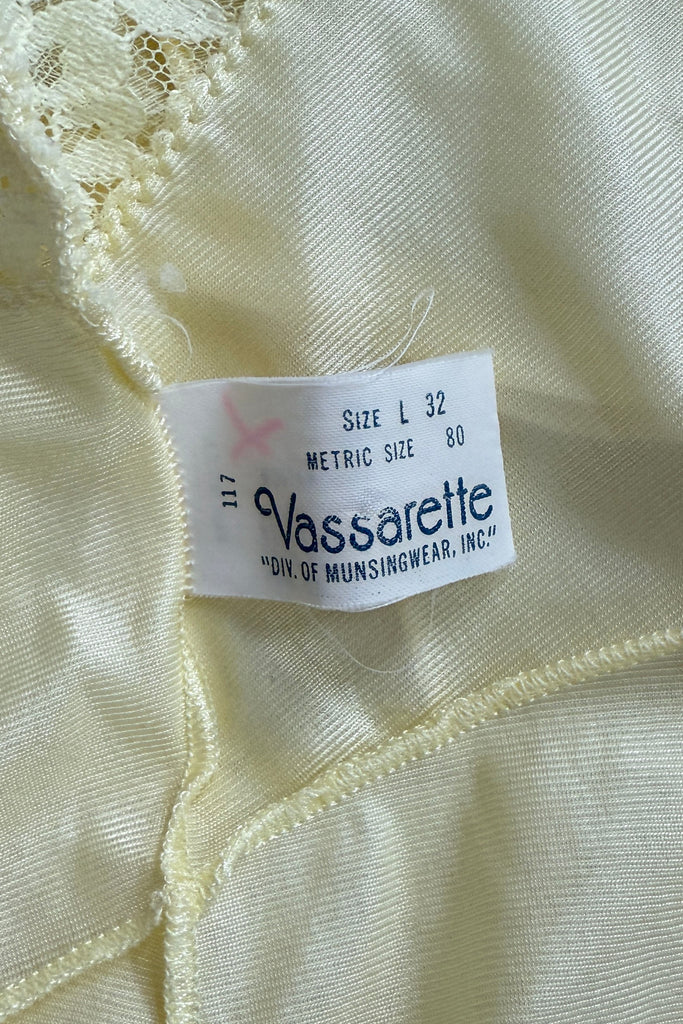 SIZE L 32
METRIC SIZE 80
117
Vassarette
"DIV. OF MUNSINGWEAR, INC."